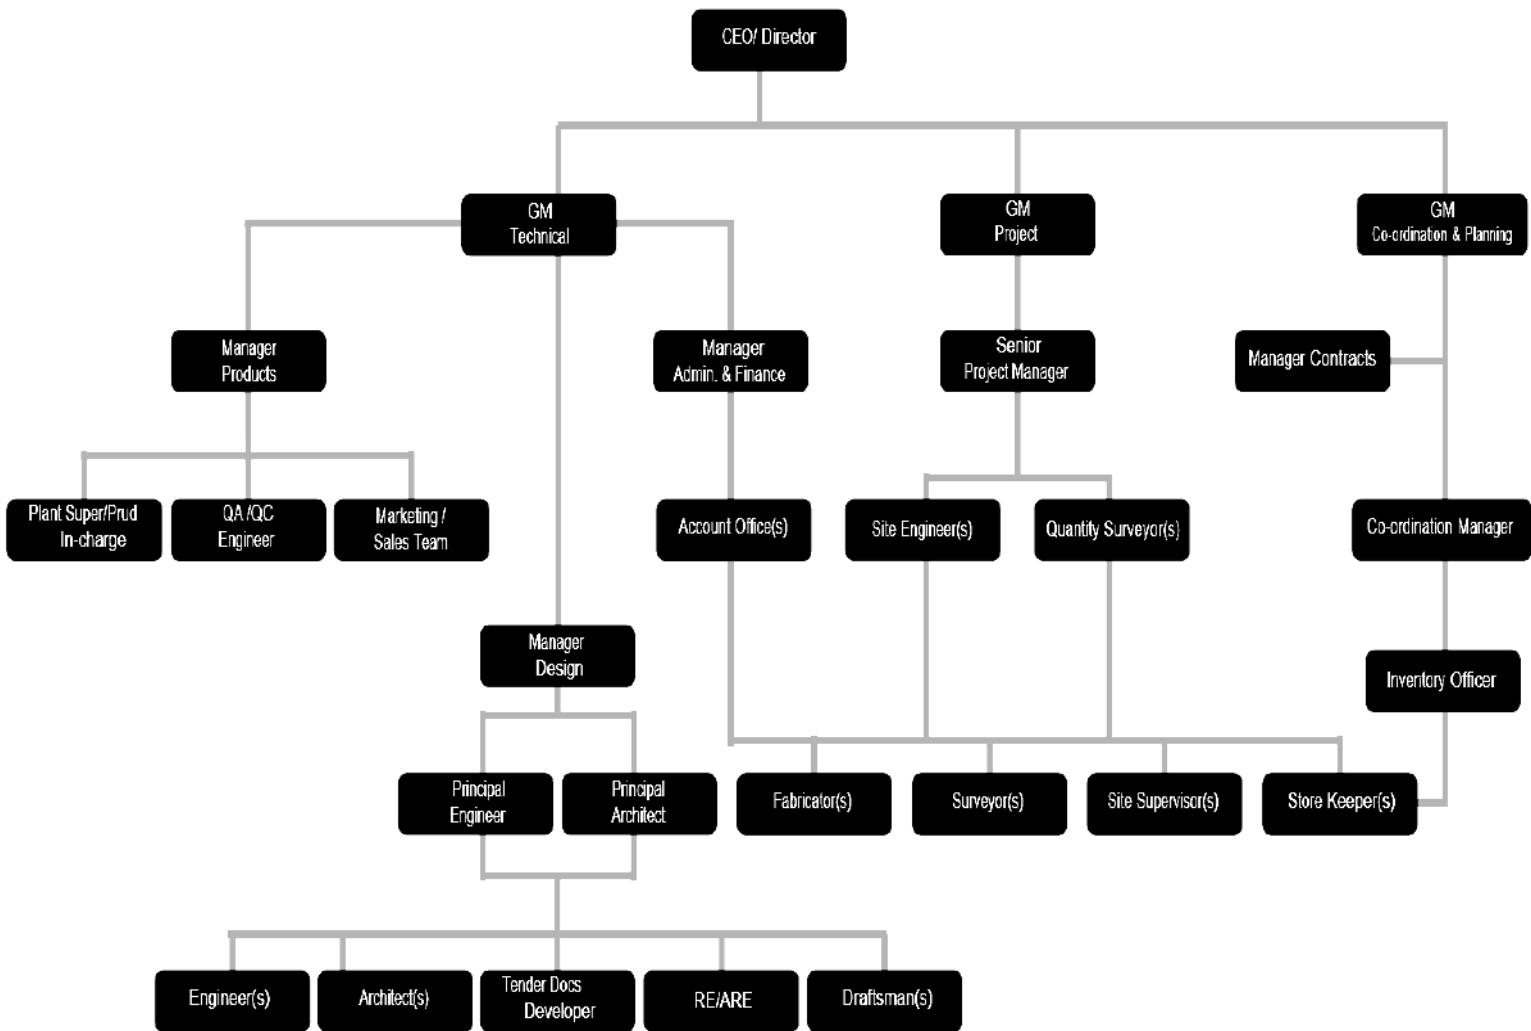 CEO/ Director
GM
Technical
GM
Project
GM
Co-ordination & Planning
Manager
Products
Manager
Admin. & Finance
Senior
Project Manager
Manager Contracts
Plant Super/Prud
In-charge
QA /QC
Engineer
Marketing /
Sales Team
Account Office(s)
Site Engineer(s)
Quantity Surveyor(s)
Co-ordination Manager
Manager
Design
Inventory Officer
Principal
Engineer
Principal
Architect
Fabricator(s)
Surveyor(s)
Site Supervisor(s)
Store Keeper(s)
Engineer(s)
Architect(s)
Tender Docs
Developer
RE/ARE
Draftsman(s)